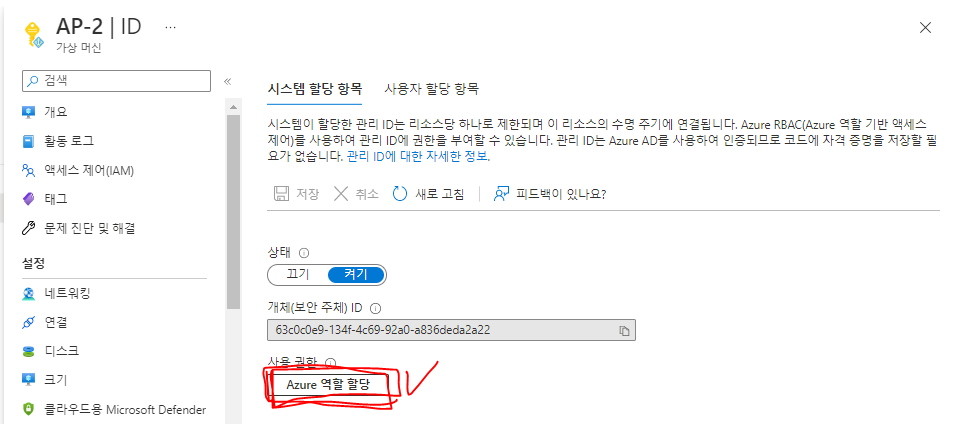 AP-2 | ID ...
가상 머신
검색
개요
활동 로그
액세스 제어(IAM)
태그
문제 진단 및 해결
설정
네트워킹
연결
디스크
크기
클라우드용 Microsoft Defender
시스템 할당 항목 사용자 할당 항목
시스템이 할당한 관리 ID는 리소스당 하나로 제한되며 이 리소스의 수명 주기에 연결됩니다. Azure RBAC(Azure 역할 기반 액세스
제어)를 사용하여 관리 ID에 권한을 부여할 수 있습니다. 관리 ID는 Azure AD를 사용하여 인증되므로 코드에 자격 증명을 저장할 필
요가 없습니다. 관리 ID에 대한 자세한 정보.
저장 취소 새로 고침 피드백이 있나요?
상태
끄기 켜기
개체(보안 주체) ID
63c0c0e9-134f-4c69-92a0-a836deda2a22
사용 권한
Azure 역할 할당